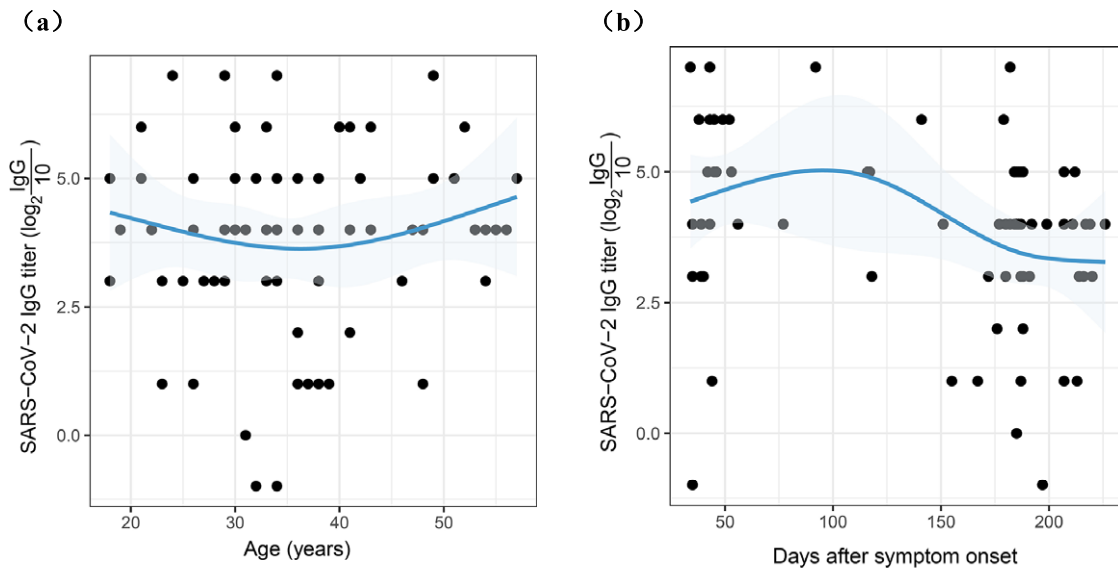 (a)
SARS−CoV−2 IgG titer (log2 IgG/10)
5.0
2.5
0.0
20 30 40 50
Age (years)
(b)
SARS−CoV−2 IgG titer (log2 IgG/10)
5.0
2.5
0.0
50 100 150 200
Days after symptom onset